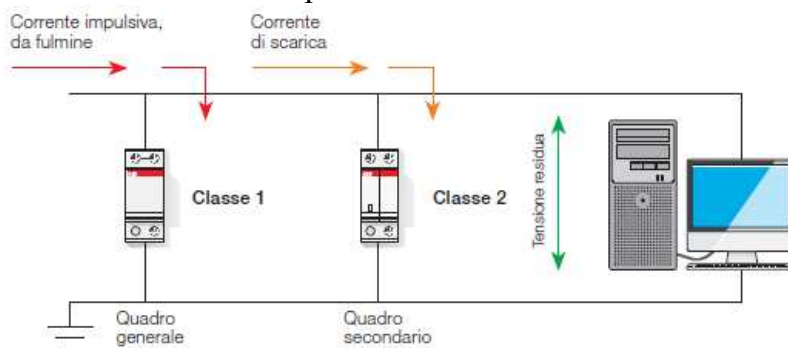 Corrente impulsiva,
da fulmine
Corrente
di scarica
Classe 1
Classe 2
Tensione residua
Quadro
generale
Quadro
secondario